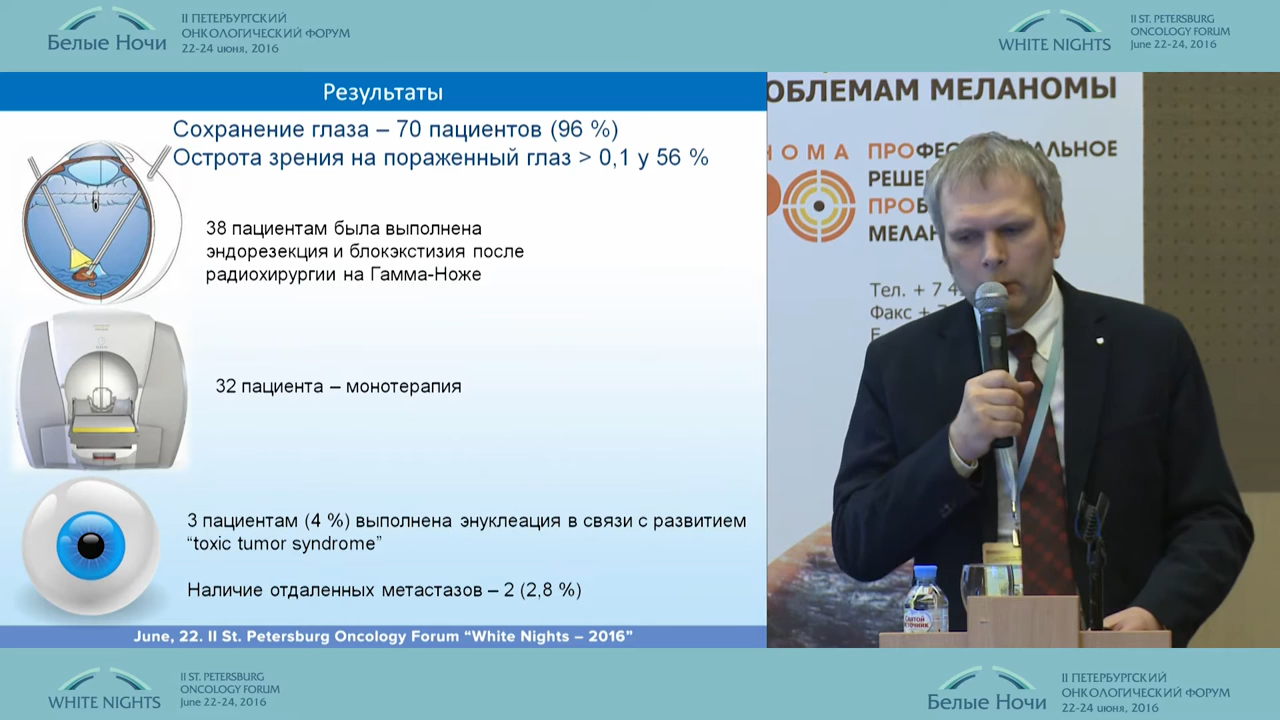 Белые Ночи
II ПЕТЕРБУРГСКИЙ
ОНКОЛОГИЧЕСКИЙ ФОРУМ
22-24 июня, 2016
WHITE NIGHTS
II ST. PETERSBURG
ONCOLOGY FORUM
June 22-24, 2016
Результаты
Сохранение глаза – 70 пациентов (96 %)
Острота зрения на пораженный глаз > 0,1 у 56 %
38 пациентам была выполнена
эндорезекция и блокэкстизия после
радиохирургии на Гамма-Ноже
32 пациента – монотерапия
3 пациентам (4 %) выполнена энуклеация в связи с развитием
“toxic tumor syndrome”
Наличие отдаленных метастазов – 2 (2,8 %)
June, 22. II St. Petersburg Oncology Forum “White Nights – 2016”
ОБЛЕМАМ МЕЛАНОМЫ
НОМА
ПРОФЕС АЛЬНОЕ
РЕШЕ
ПРОБ
МЕЛАН
Тел. + 7 4
Факс +
Святой
Источник
WHITE NIGHTS
II ST. PETERSBURG
ONCOLOGY FORUM
June 22-24, 2016
Белые Ночи
II ПЕТЕРБУРГСКИЙ
ОНКОЛОГИЧЕСКИЙ ФОРУМ
22-24 июня, 2016